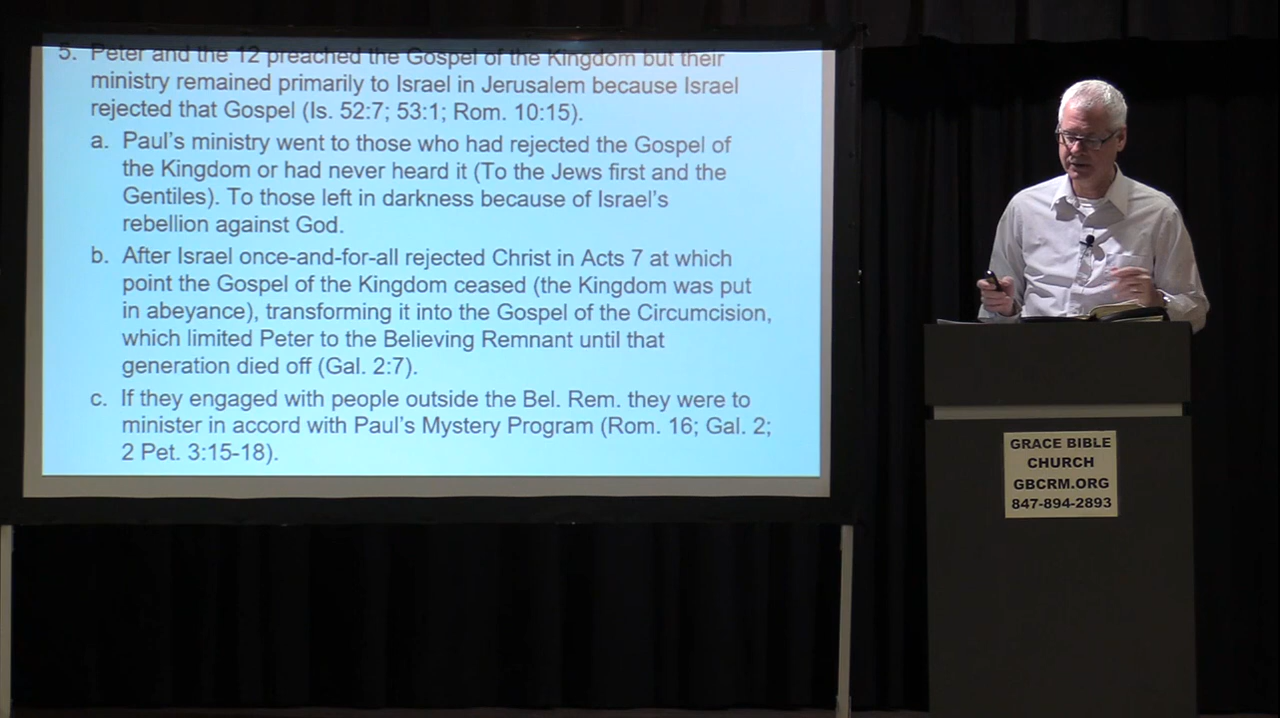 5. Peter and the 12 preached the Gospel of the Kingdom but their
ministry remained primarily to Israel in Jerusalem because Israel
rejected that Gospel (Is. 52:7; 53:1; Rom. 10:15).
a. Paul's ministry went to those who had rejected the Gospel of
the Kingdom or had never heard it (To the Jews first and the
Gentiles). To those left in darkness because of Israel's
rebellion against God.
b. After Israel once-and-for-all rejected Christ in Acts 7 at which
point the Gospel of the Kingdom ceased (the Kingdom was put
in abeyance), transforming it into the Gospel of the Circumcision,
which limited Peter to the Believing Remnant until that
generation died off (Gal. 2:7).
c. If they engaged with people outside the Bel. Rem. they were to
minister in accord with Paul's Mystery Program (Rom. 16; Gal. 2;
2 Pet. 3:15-18).
GRACE BIBLE
CHURCH
GBCRM.ORG
847-894-2893